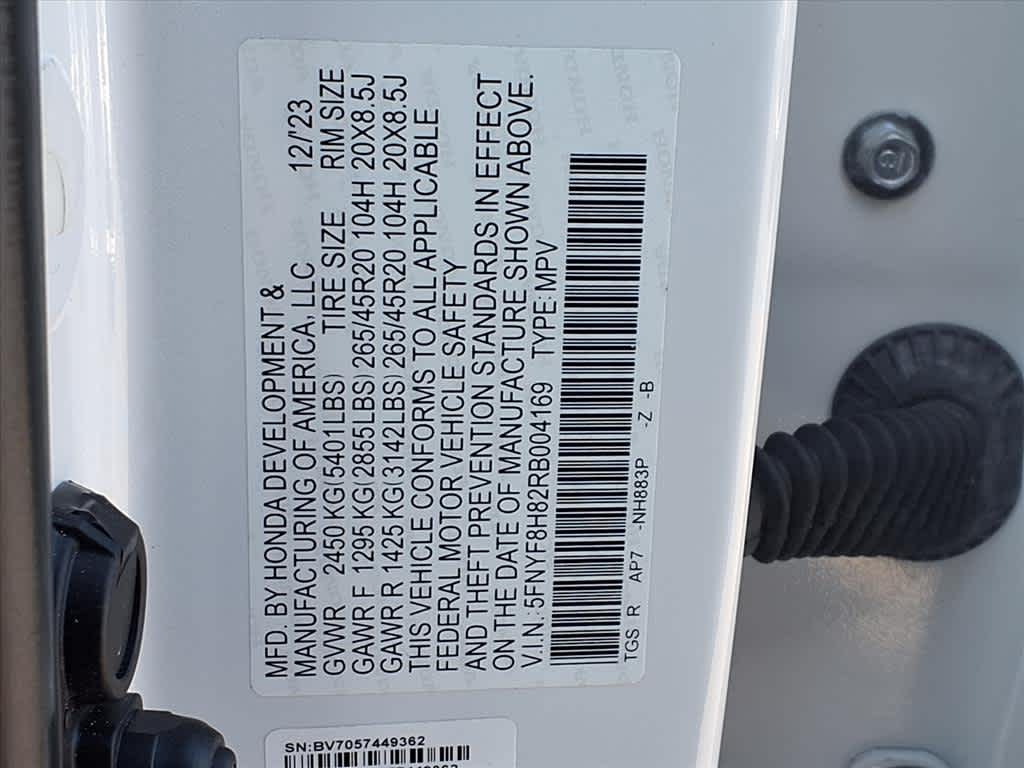 MFD. BY HONDA DEVELOPMENT &
MANUFACTURING OF AMERICA, LLC 12/'23
GVWR 2450 KG(5401LBS) TIRE SIZE RIM SIZE
GAWR F 1295 KG(2855LBS) 265/45R20 104H 20X8.5J
GAWR R 1425 KG(3142LBS) 265/45R20 104H 20X8.5J
THIS VEHICLE CONFORMS TO ALL APPLICABLE
FEDERAL MOTOR VEHICLE SAFETY
AND THEFT PREVENTION STANDARDS IN EFFECT
ON THE DATE OF MANUFACTURE SHOWN ABOVE.
V.I.N.: 5FNYF8H82RB004169 TYPE: MPV
TGS R AP7 -NH883P -Z -B
SN:BV7057449362